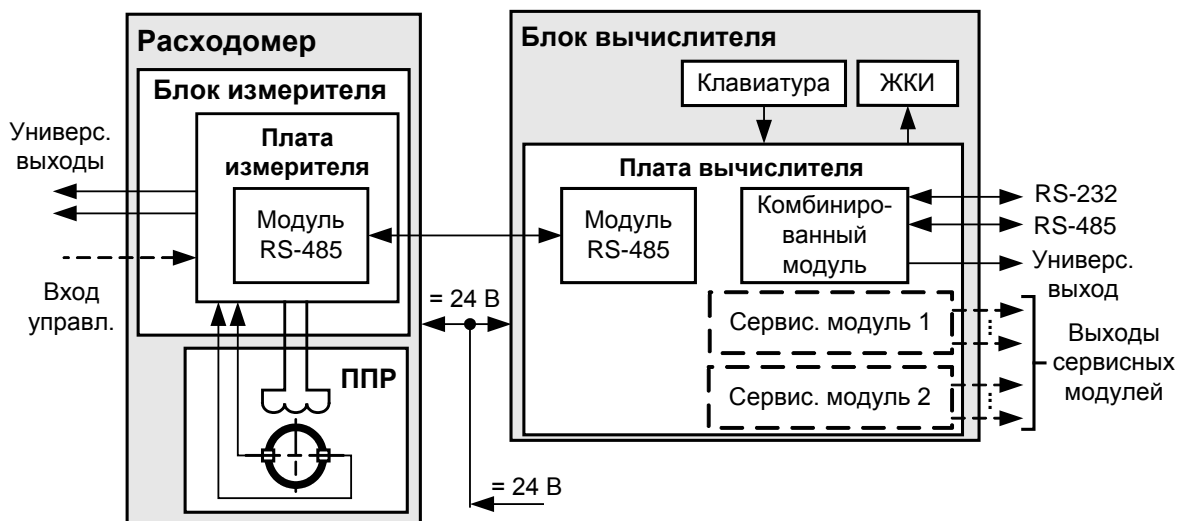 Расходомер
Блок измерителя
Плата
измерителя
Модуль
RS-485
Универс.
выходы
Вход
управл.
ППР
= 24 В
= 24 В
Блок вычислителя
Клавиатура
ЖКИ
Плата вычислителя
Модуль
RS-485
Комбиниро-
ванный
модуль
RS-232
RS-485
Универс.
выход
Сервис. модуль 1
Сервис. модуль 2
Выходы
сервисных
модулей